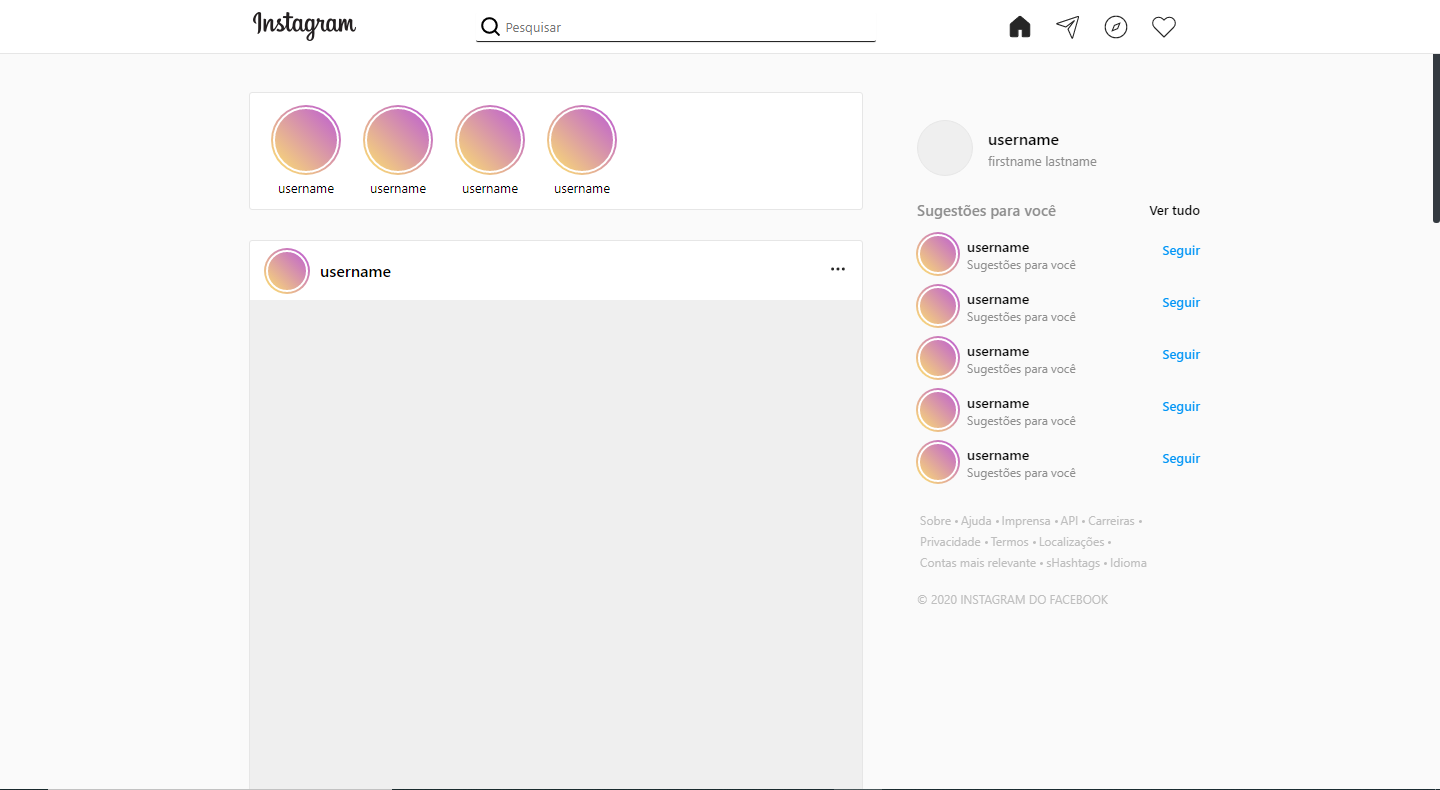 Instagram
Pesquisar
username username username username
username
username
firstname lastname
Sugestões para você Ver tudo
username
Sugestões para você
Seguir
username
Sugestões para você
Seguir
username
Sugestões para você
Seguir
username
Sugestões para você
Seguir
username
Sugestões para você
Seguir
Sobre • Ajuda • Imprensa • API • Carreiras •
Privacidade • Termos • Localizações •
Contas mais relevante • sHashtags • Idioma
© 2020 INSTAGRAM DO FACEBOOK